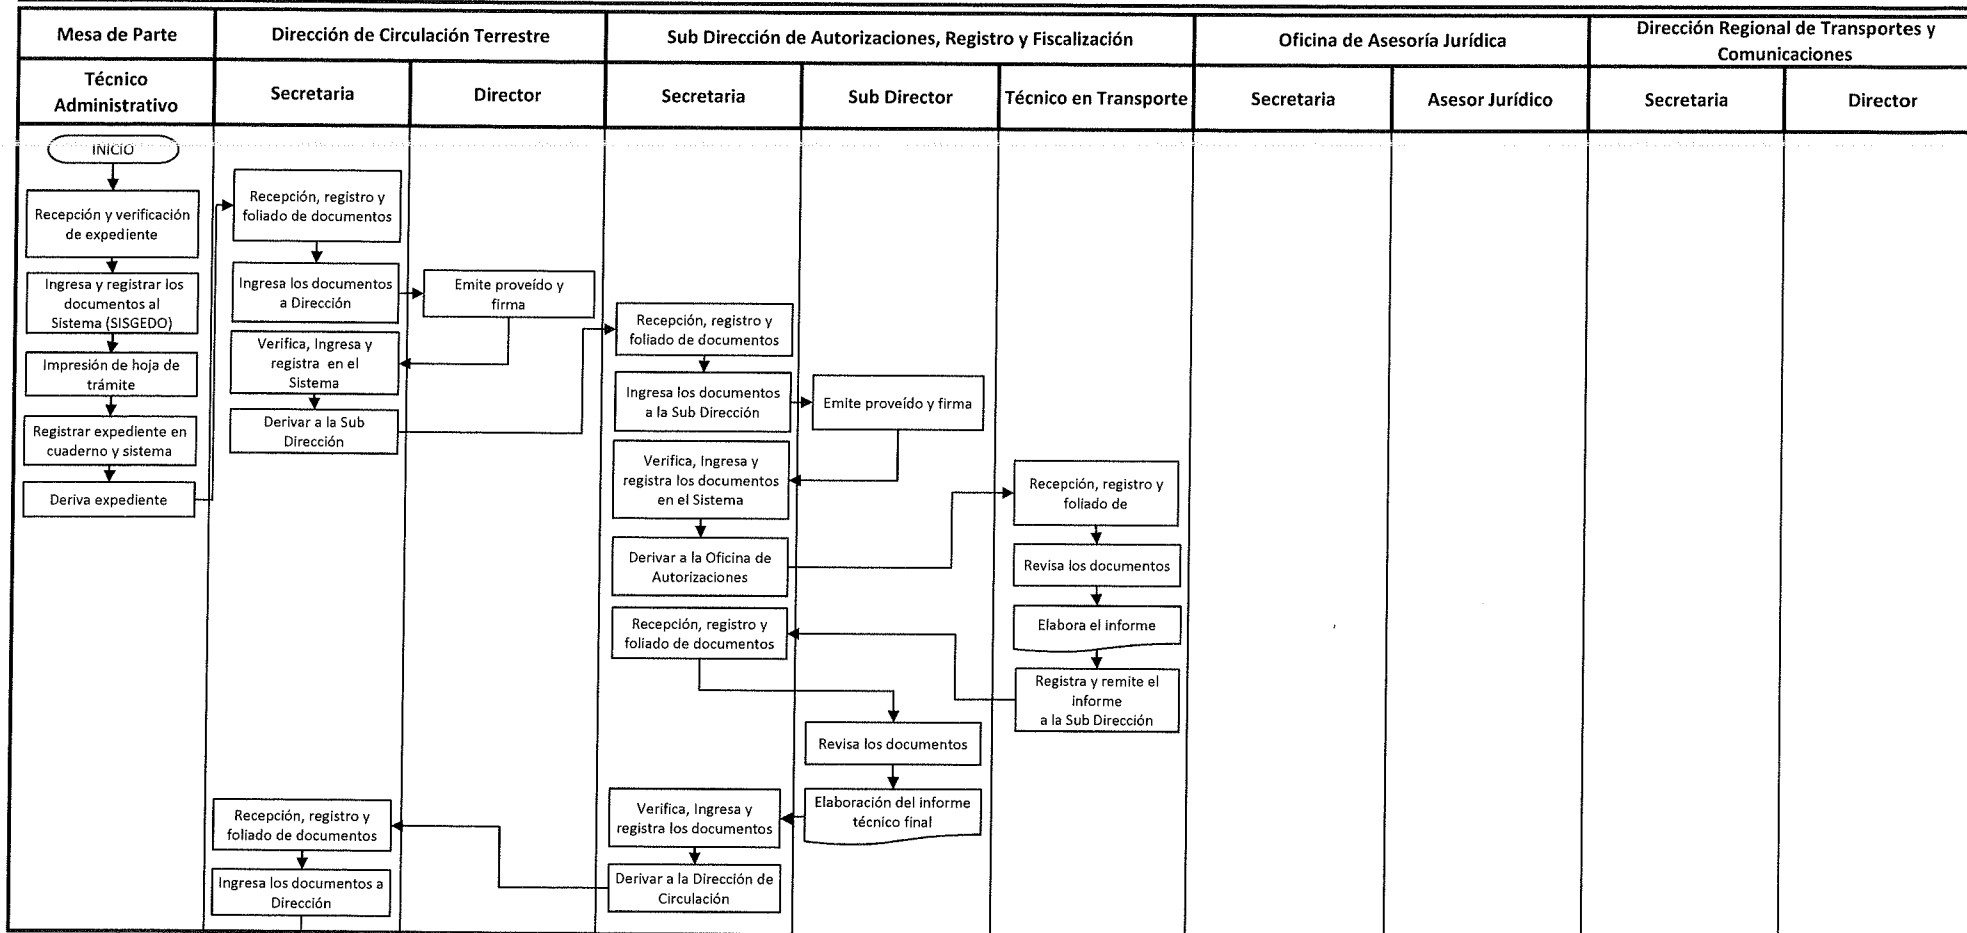 Mesa de Parte
Dirección de Circulación Terrestre
Sub Dirección de Autorizaciones, Registro y Fiscalización
Oficina de Asesoría Jurídica
Dirección Regional de Transportes y
Comunicaciones
Técnico
Administrativo
Secretaria
Director
Secretaria
Sub Director
Técnico en Transporte
Secretaria
Asesor Jurídico
Secretaria
Director
INICIO
Recepción y verificación
de expediente
Ingresa y registrar los
documentos al
Sistema (SISGEDO)
Impresión de hoja de
trámite
Registrar expediente en
cuaderno y sistema
Deriva expediente
Recepción, registro y
foliado de documentos
Ingresa los documentos
a Dirección
Emite proveído y
firma
Verifica, Ingresa y
registra en el
Sistema
Derivar a la Sub
Dirección
Recepción, registro y
foliado de documentos
Ingresa los documentos
a la Sub Dirección
Emite proveído y firma
Verifica, Ingresa y
registra los documentos
en el Sistema
Derivar a la Oficina de
Autorizaciones
Recepción, registro y
foliado de
Revisa los documentos
Elabora el informe
Registra y remite el
informe
a la Sub Dirección
Recepción, registro y
foliado de documentos
Revisa los documentos
Elaboración del informe
técnico final
Verifica, Ingresa y
registra los documentos
Derivar a la Dirección de
Circulación
Recepción, registro y
foliado de documentos
Ingresa los documentos a
Dirección